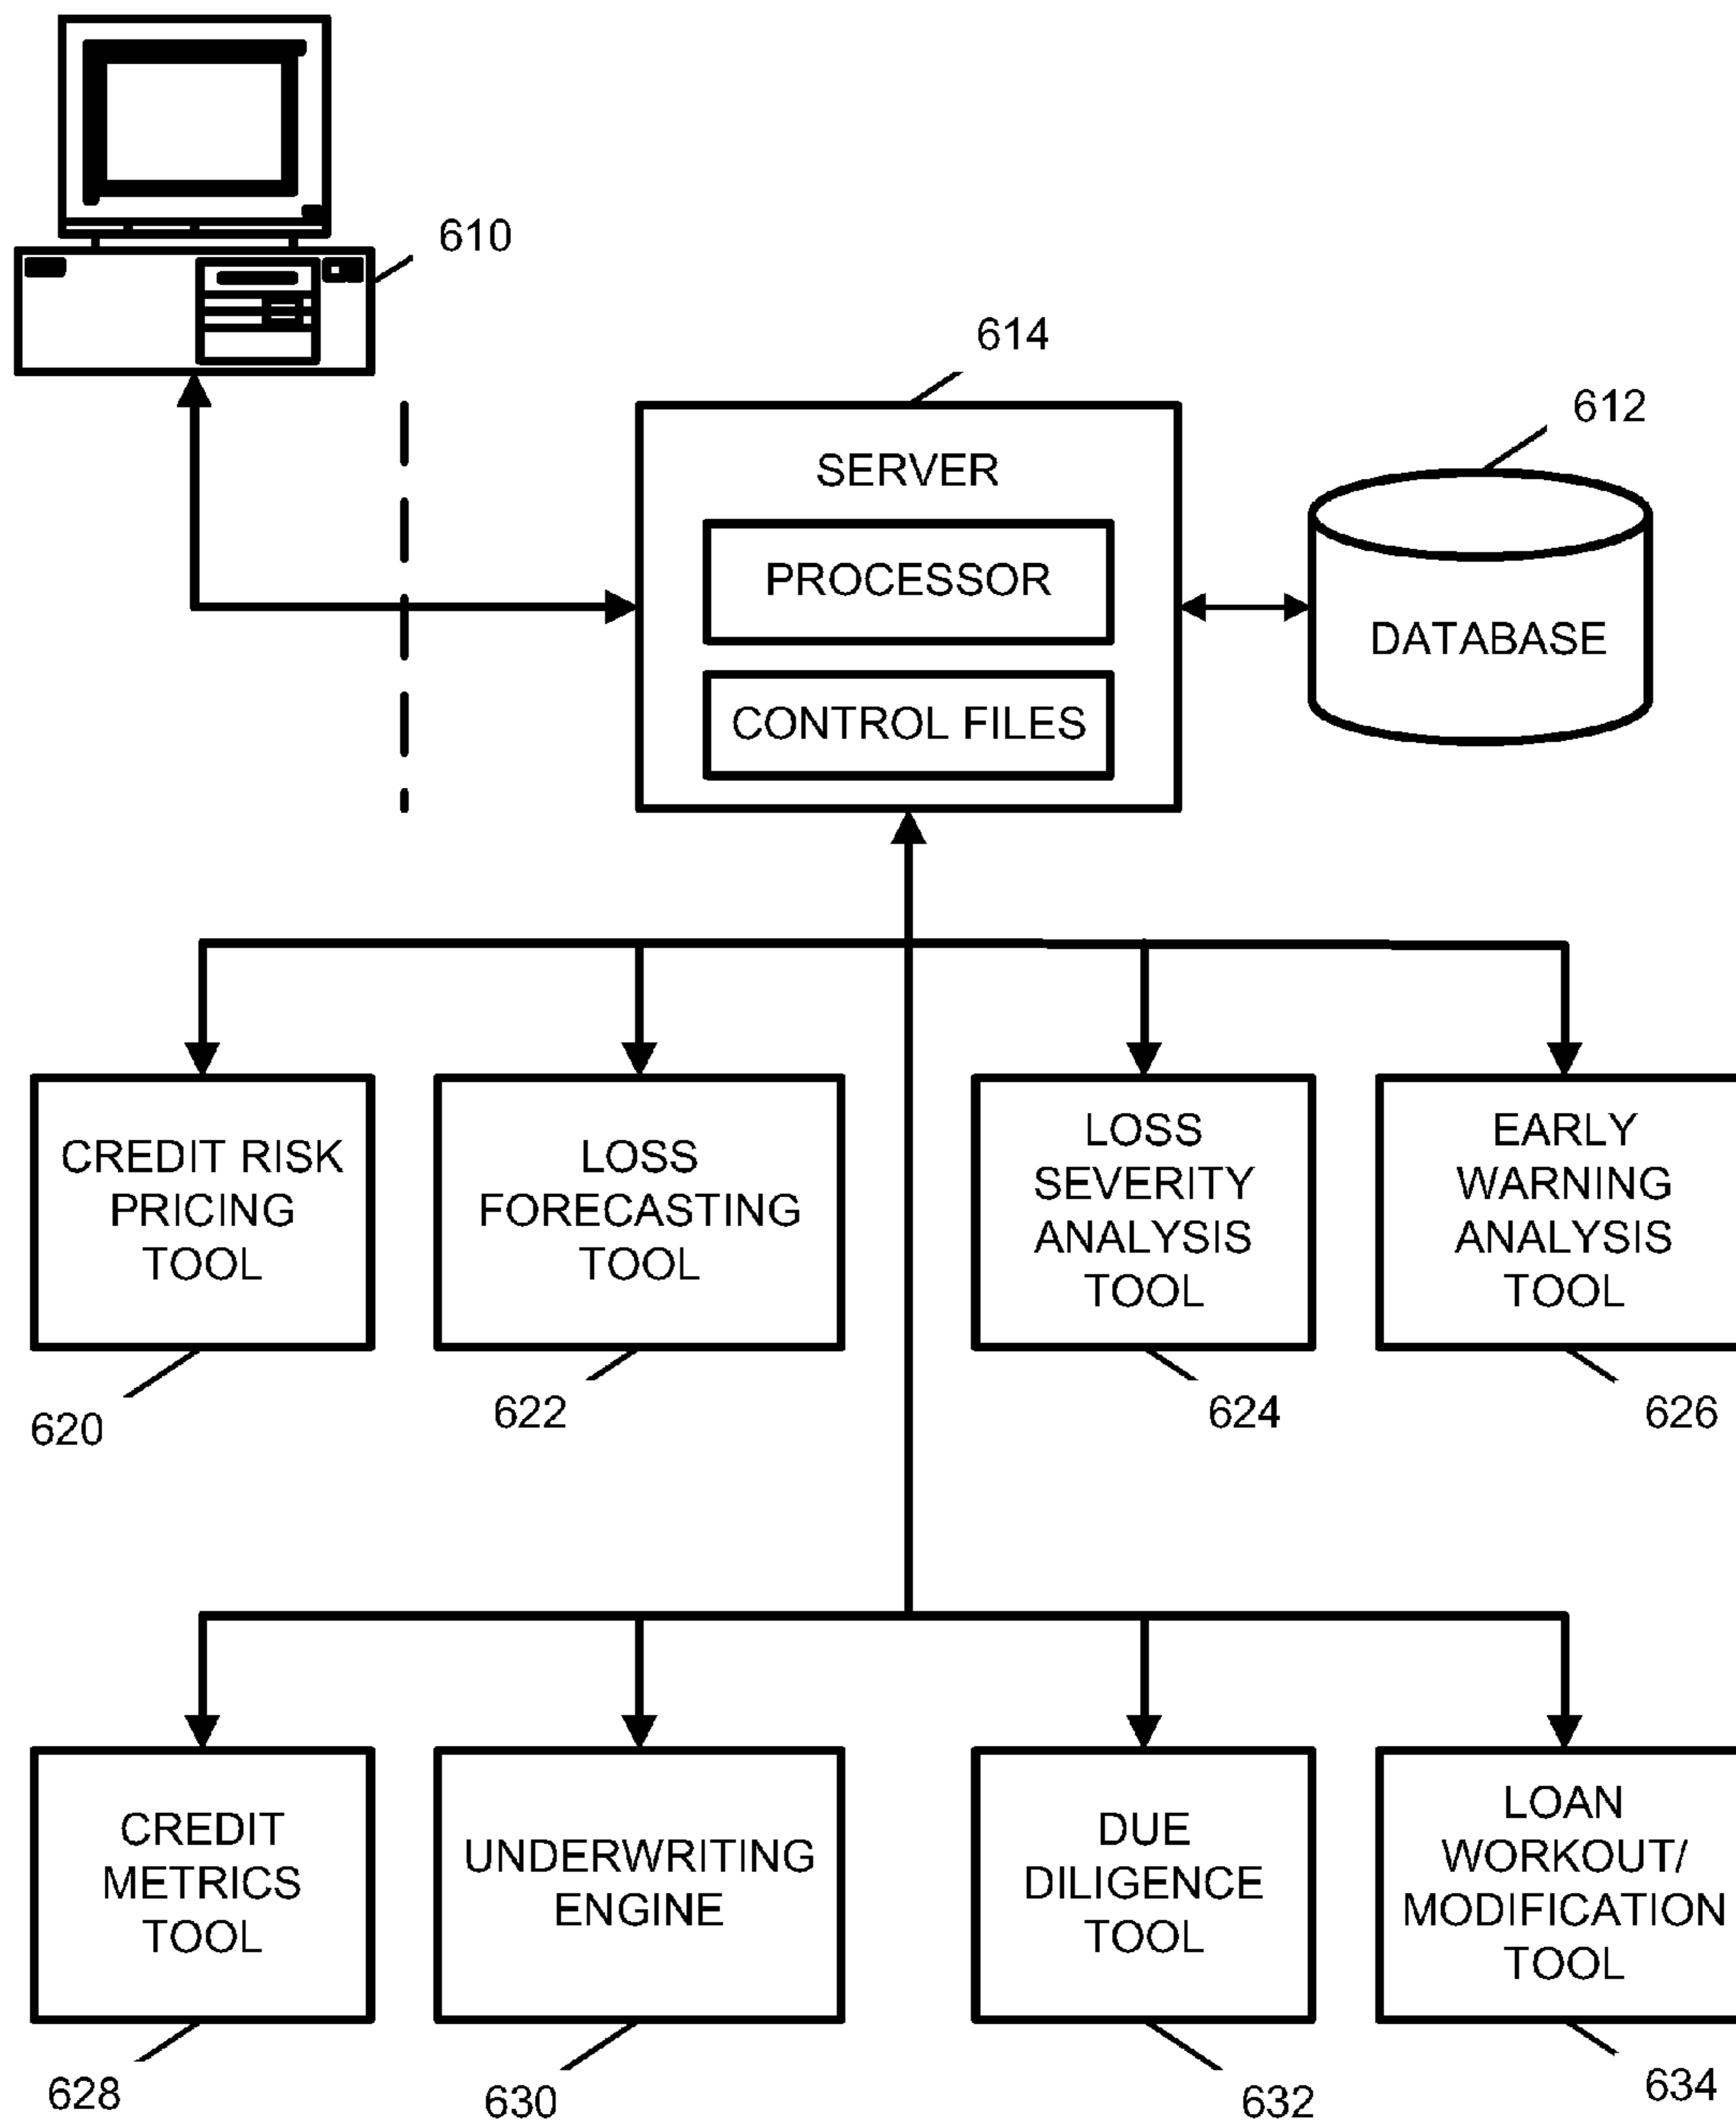 610
614
612
SERVER
PROCESSOR
DATABASE
CONTROL FILES
CREDIT RISK
PRICING
TOOL
LOSS
FORECASTING
TOOL
LOSS
SEVERITY
ANALYSIS
TOOL
EARLY
WARNING
ANALYSIS
TOOL
620
622
624
626
CREDIT
METRICS
TOOL
UNDERWRITING
ENGINE
DUE
DILIGENCE
TOOL
LOAN
WORKOUT/
MODIFICATION
TOOL
628
630
632
634